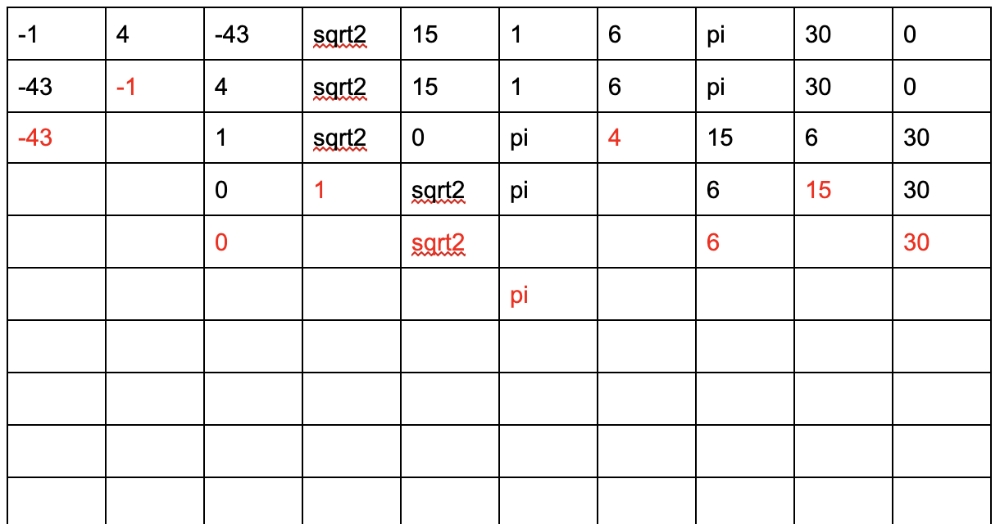 -1 4 -43 sqrt2 15 1 6 pi 30 0
-43 -1 4 sqrt2 15 1 6 pi 30 0
-43 1 sqrt2 0 pi 4 15 6 30
0 1 sqrt2 pi 6 15 30
0 sqrt2 6 30
pi